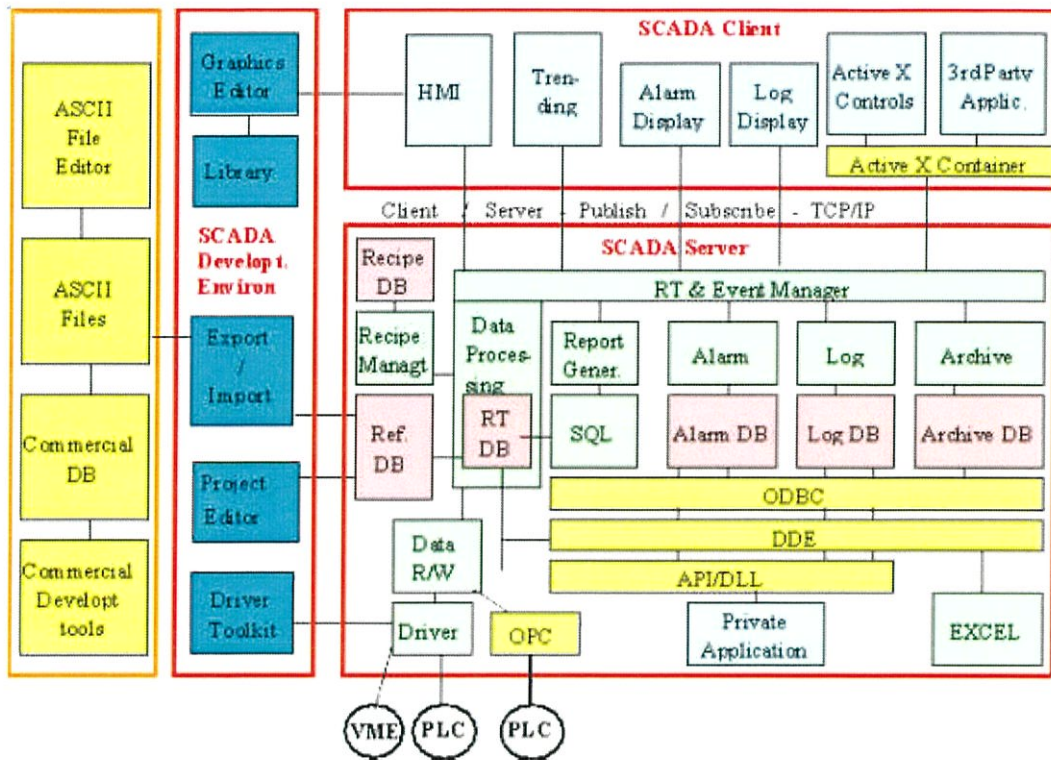 ASCII
File
Editor
ASCII
Files
Commercial
DB
Commercial
Developt
tools
Graphics
Editor
Library
SCADA
Developt.
Environ
Export
/
Import
Project
Editor
Driver
Toolkit
SCADA Client
HMI
Tren-
ding
Alarm
Display
Log
Display
Active X
Controls
3rd Party
Applic.
Active X Container
Client / Server - Publish / Subscribe - TCP/IP
SCADA Server
Recipe
DB
RT & Event Manager
Recipe
Managt
Data
Proces-
sing
Report
Gener.
Alarm
Log
Archive
Ref.
DB
RT
DB
SQL
Alarm DB
Log DB
Archive DB
ODBC
DDE
API/DLL
Data
R/W
Driver
OPC
Private
Application
EXCEL
VME
PLC
PLC